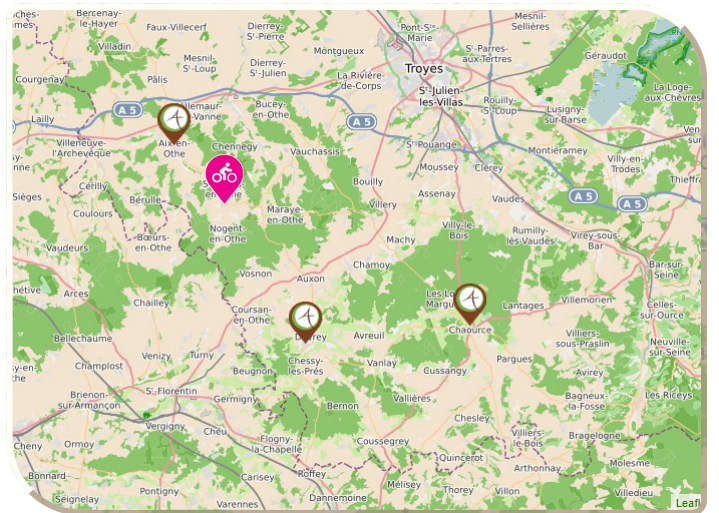 Bercenay-
le-Hayer
Faux-Villecerf
Dierrey-
St-Pierre
Pont-Ste
Marie
Mesnil-
Sellières
Villadin
Montgueux
St-Parres-
aux-Tertres
Géraudot
Mesnil-
St-Loup
Dierrey-
St-Julien
Troyes
Courgenay
Pâlis
La Rivière-
de-Corps
St-Julien
les-Villas
La Loge-
aux-Chèvres
Bucey-
en-Othe
Rouilly-
St-Loup
Lusigny-
sur-Barse
A 5
Lailly
A 5
Villeneuve-
l'Archevêque
Aix-en-
Othe
Chennegy
Vauchassis
St-Pouange
Moussey
Clérey
Montiéramey
Villy-en-
Trodes
Thieffra
Cérilly
Bouilly
Assenay
Sièges
Bérulle
Villery
Vaudes
A 5
A 5
Coulours
Maraye-
en-Othe
Nogent-
en-Othe
Villy-le-
Bois
Rumilly-
lès-Vaudes
Virey-sous-
Bar
Bœurs-
en-Othe
Machy
Vaudeurs
Vosnon
Chamoy
Bar-sur-
Seine
Auxon
Arces
Chailley
Lantages
Villemorien
Celles-
sur-Ource
Coursan-
en-Othe
Chaource
Bellechaume
Avreuil
Villiers-
sous-Praslin
Neuville-
sur-Seine
Venizy
Turny
Chessy-
les-Prés
Vanlay
Pargues
Champlost
Beugnon
Cussangy
Avirey
Brienon-
sur-Armançon
St-Florentin
Germigny
Bernon
Vallières
Bagneux-
la-Fosse
Les Riceys
Vergigny
Cheu
Chesley
Cheny
Ormoy
Flogny-
la-Chapelle
Coussegrey
Villiers-
le-Bois
Bragelogne
Quincerot
Molesme
Bonnard
Carisey
Roffey
Arthonnay
Seignelay
Pontigny
Varennes
Dannemoine
Mélisey
Thorey
Villon
Villedieu
Leafl